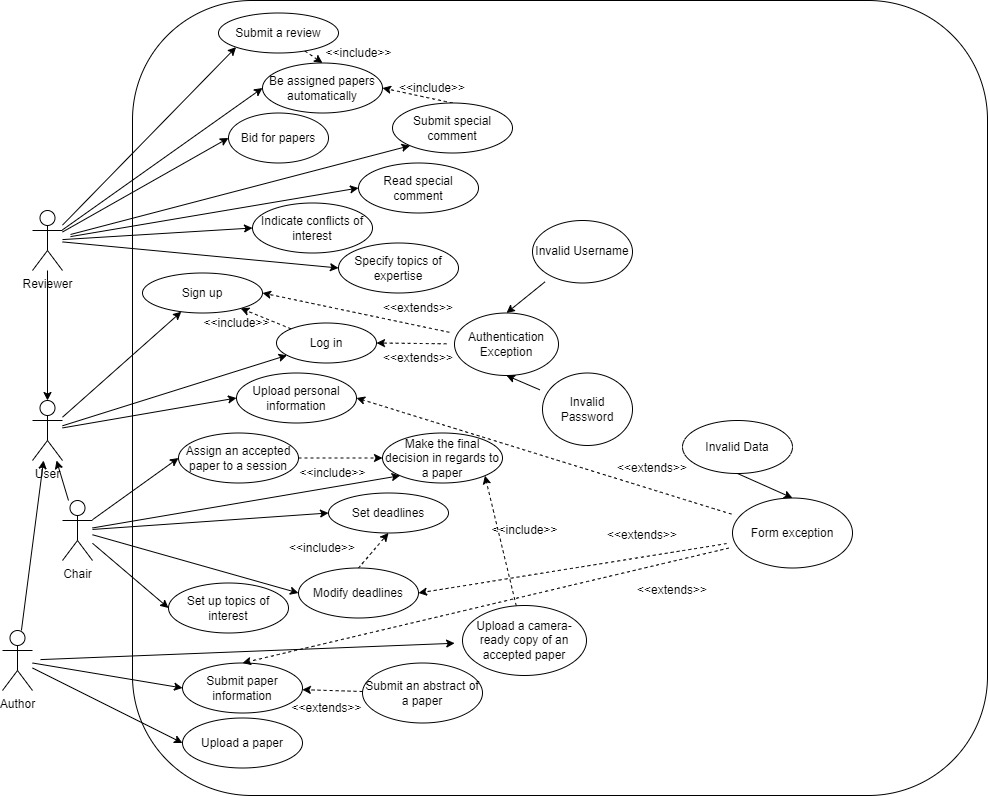 Submit a review
<<include>>
Be assigned papers
automatically
<<include>>
Submit special
comment
Bid for papers
Read special
comment
Indicate conflicts of
interest
Specify topics of
expertise
Reviewer
Invalid Username
Sign up
<<extends>>
<<include>>
Authentication
Exception
Log in
<<extends>>
Upload personal
information
Invalid
Password
User
Assign an accepted
paper to a session
<<include>>
Make the final
decision in regards to
a paper
Invalid Data
<<extends>>
Set deadlines
<<include>>
<<include>>
<<extends>>
Form exception
Chair
Modify deadlines
<<extends>>
Set up topics of
interest
Upload a camera-
ready copy of an
accepted paper
Author
Submit paper
information
<<extends>>
Submit an abstract of
a paper
Upload a paper